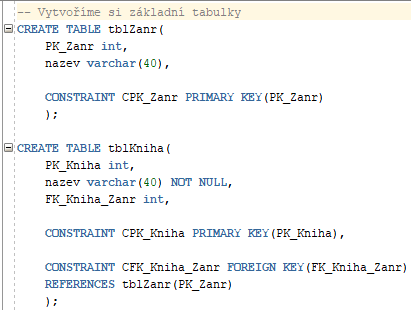 -- Vytvoříme si základní tabulky
CREATE TABLE tblZanr(
PK_Zanr int,
nazev varchar(40),
CONSTRAINT CPK_Zanr PRIMARY KEY(PK_Zanr)
);
CREATE TABLE tblKniha(
PK_Kniha int,
nazev varchar(40) NOT NULL,
FK_Kniha_Zanr int,
CONSTRAINT CPK_Kniha PRIMARY KEY(PK_Kniha),
CONSTRAINT CFK_Kniha_Zanr FOREIGN KEY(FK_Kniha_Zanr)
REFERENCES tblZanr(PK_Zanr)
);